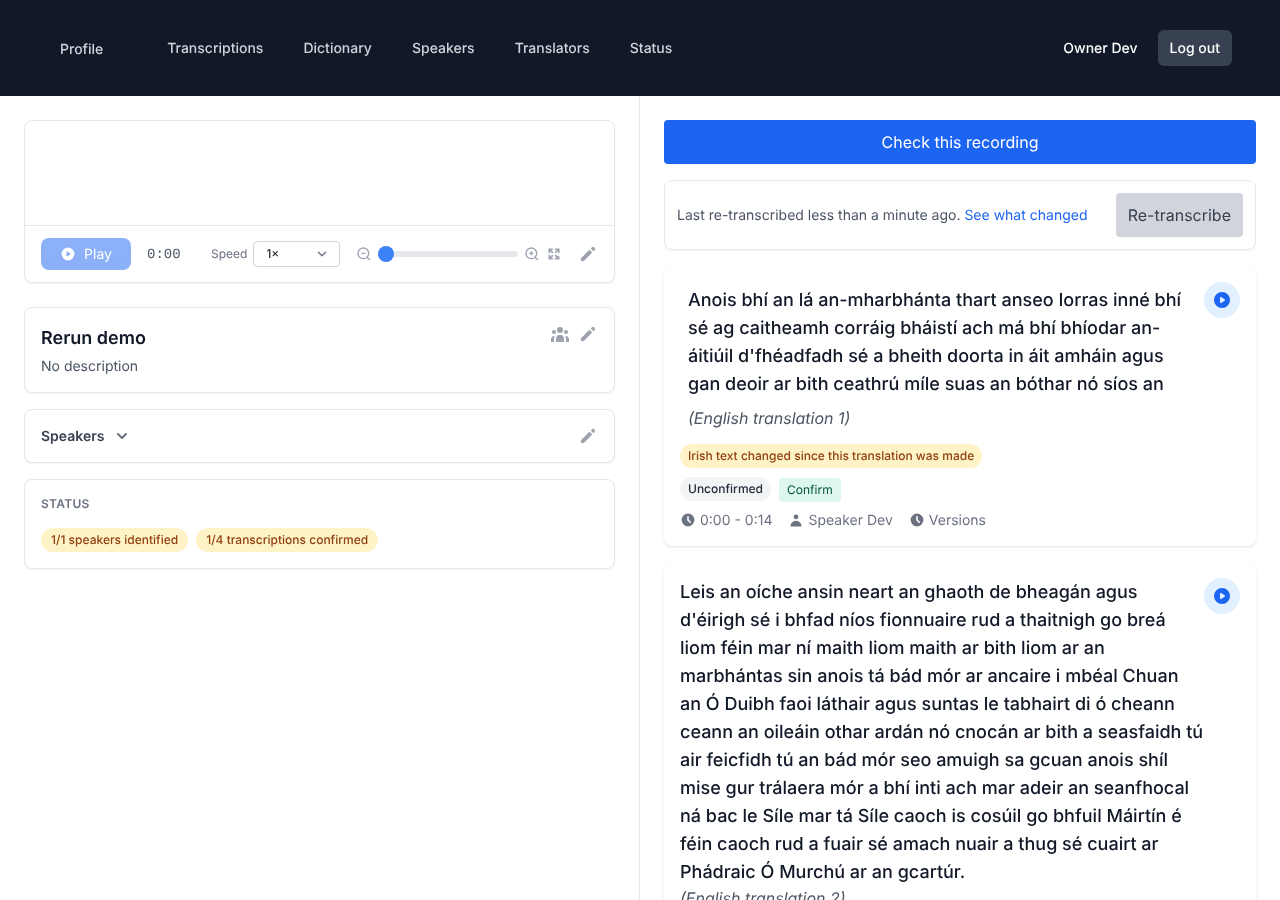 Profile
Transcriptions
Dictionary
Speakers
Translators
Status
Owner Dev
Log out
Play
0:00
Speed
1×
Rerun demo
No description
Speakers
STATUS
1/1 speakers identified
1/4 transcriptions confirmed
Check this recording
Last re-transcribed less than a minute ago. See what changed
Re-transcribe
Anois bhí an lá an-mharbhánta thart anseo Iorras inné bhí
sé ag caitheamh corráig bháistí ach má bhí bhíodar an-
áitiúil d'fhéadfadh sé a bheith doorta in áit amháin agus
gan deoir ar bith ceathrú míle suas an bóthar nó síos an
(English translation 1)
Irish text changed since this translation was made
Unconfirmed
Confirm
0:00 - 0:14
Speaker Dev
Versions
Leis an oíche ansin neart an ghaoth de bheagán agus
d'éirigh sé i bhfad níos fionnuaire rud a thaitnigh go breá
liom féin mar ní maith liom maith ar bith liom ar an
marbhántas sin anois tá bád mór ar ancaire i mbéal Chuan
an Ó Duibh faoi láthair agus suntas le tabhairt di ó cheann
ceann an oileáin othar ardán nó cnocán ar bith a seasfaidh tú
air feicfidh tú an bád mór seo amuigh sa gcuan anois shíl
mise gur trálaera mór a bhí inti ach mar adeir an seanfhocal
ná bac le Síle mar tá Síle caoch is cosúil go bhfuil Máirtín é
féin caoch rud a fuair sé amach nuair a thug sé cuairt ar
Phádraic Ó Murchú ar an gcartúr.
(English translation 2)